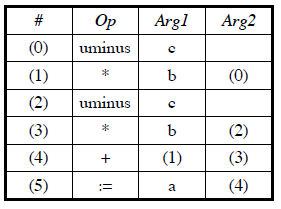 # Op Arg1 Arg2
(0) uminus c
(1) * b (0)
(2) uminus c
(3) * b (2)
(4) + (1) (3)
(5) := a (4)